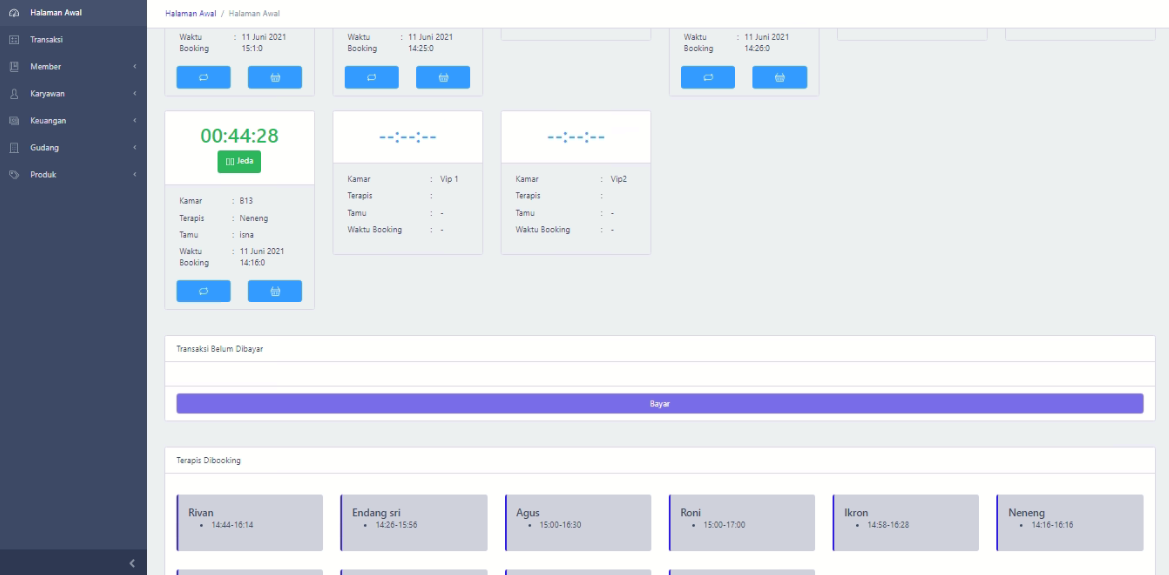 Halaman Awal
Transaksi
Member
Karyawan
Keuangan
Gudang
Produk
Halaman Awal / Halaman Awal
Waktu Booking : 11 Juni 2021 15:1:0
Waktu Booking : 11 Juni 2021 14:25:0
Waktu Booking : 11 Juni 2021 14:26:0
00:44:28
Jeda
Kamar : B13
Terapis : Neneng
Tamu : isna
Waktu Booking : 11 Juni 2021 14:16:0
--:--:--
Kamar : Vip 1
Terapis :
Tamu : -
Waktu Booking : -
--:--:--
Kamar : Vip2
Terapis :
Tamu : -
Waktu Booking : -
Transaksi Belum Dibayar
Bayar
Terapis Dibooking
Rivan
• 14:44-16:14
Endang sri
• 14:26-15:56
Agus
• 15:00-16:30
Roni
• 15:00-17:00
Ikron
• 14:58-16:28
Neneng
• 14:16-16:16